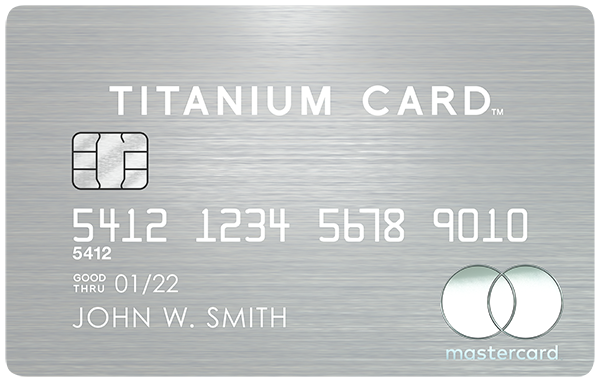 TITANIUM CARD™
5412 1234 5678 9010
5412
GOOD THRU 01/22
JOHN W. SMITH
mastercard